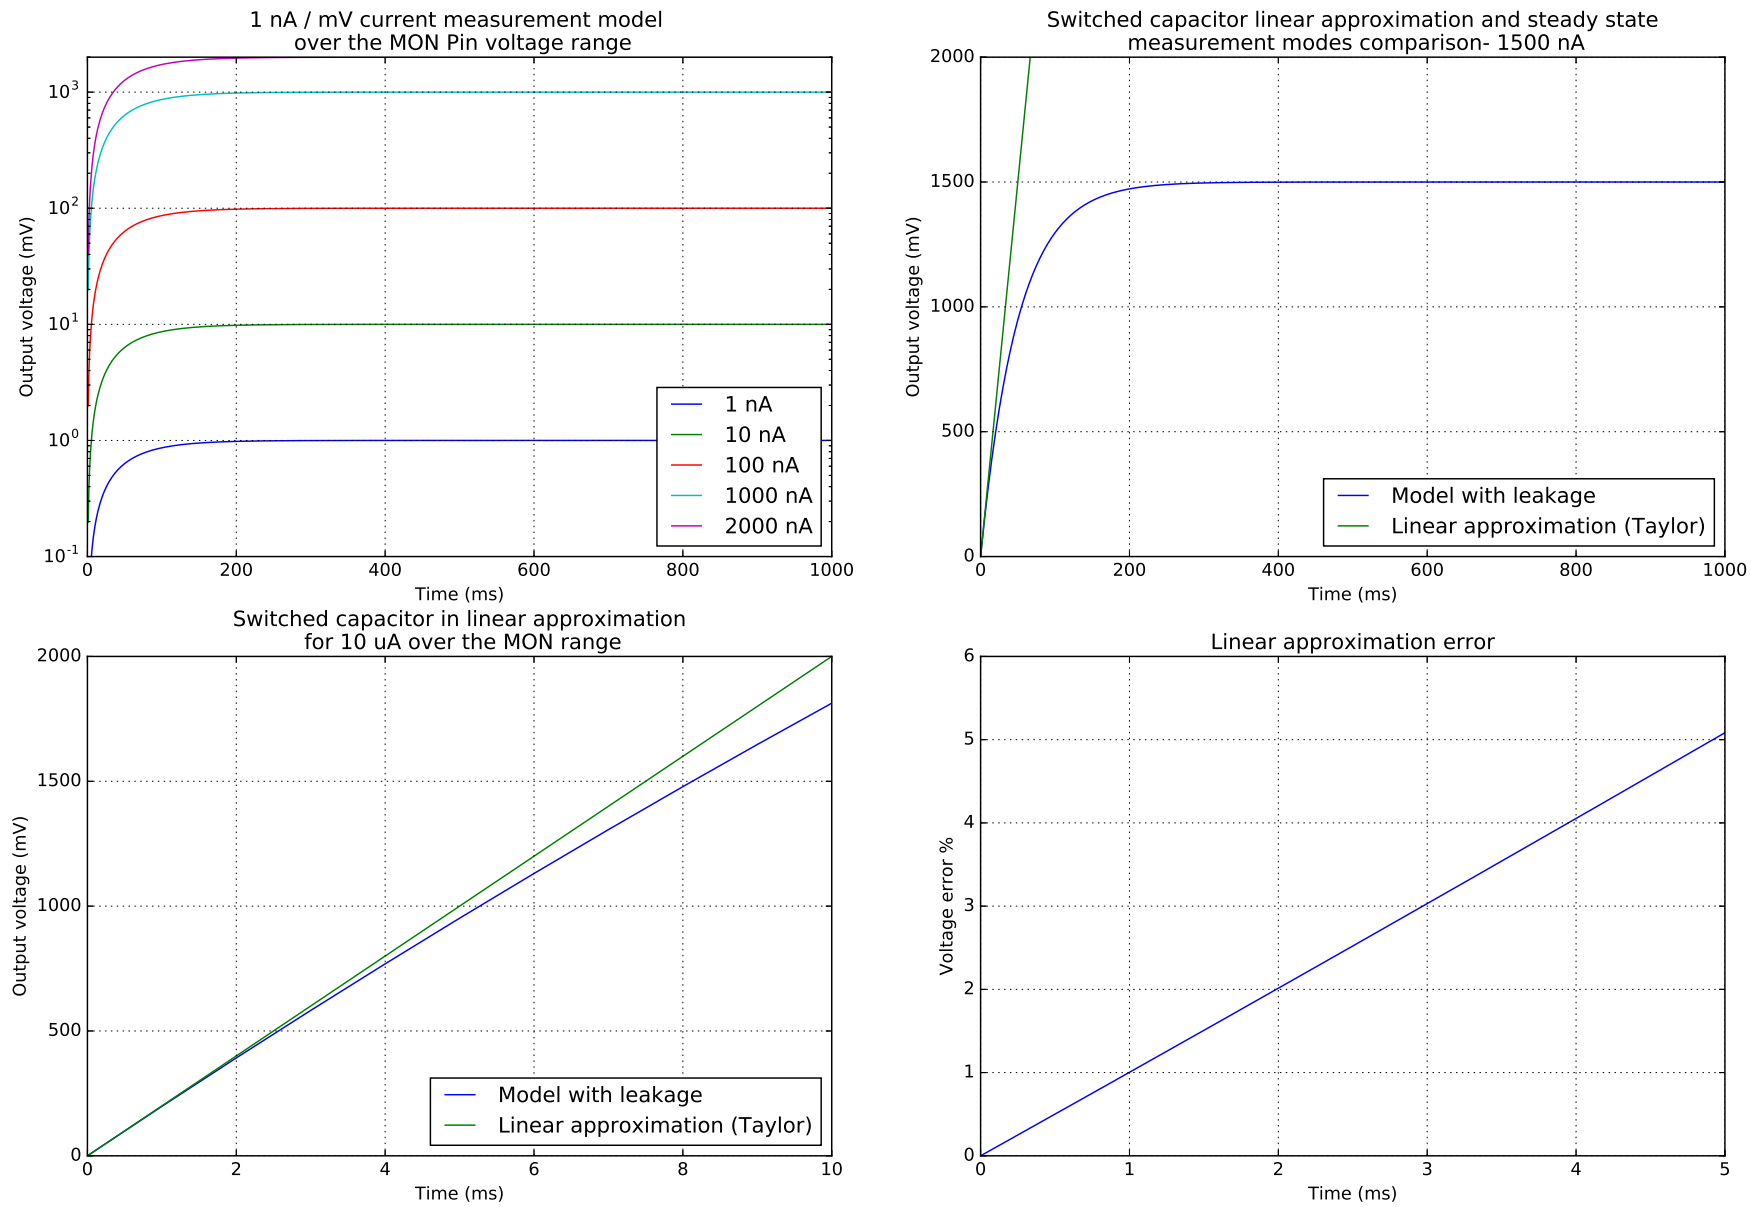 1 nA / mV current measurement model
over the MON Pin voltage range
10^3
10^2
10^1
10^0
10^-1
Output voltage (mV)
1 nA
10 nA
100 nA
1000 nA
2000 nA
0 200 400 600 800 1000
Time (ms)
Switched capacitor linear approximation and steady state
measurement modes comparison- 1500 nA
2000
1500
1000
500
0
Output voltage (mV)
Model with leakage
Linear approximation (Taylor)
0 200 400 600 800 1000
Time (ms)
Switched capacitor in linear approximation
for 10 uA over the MON range
2000
1500
1000
500
0
Output voltage (mV)
Model with leakage
Linear approximation (Taylor)
0 2 4 6 8 10
Time (ms)
Linear approximation error
6
5
4
3
2
1
0
Voltage error %
0 1 2 3 4 5
Time (ms)